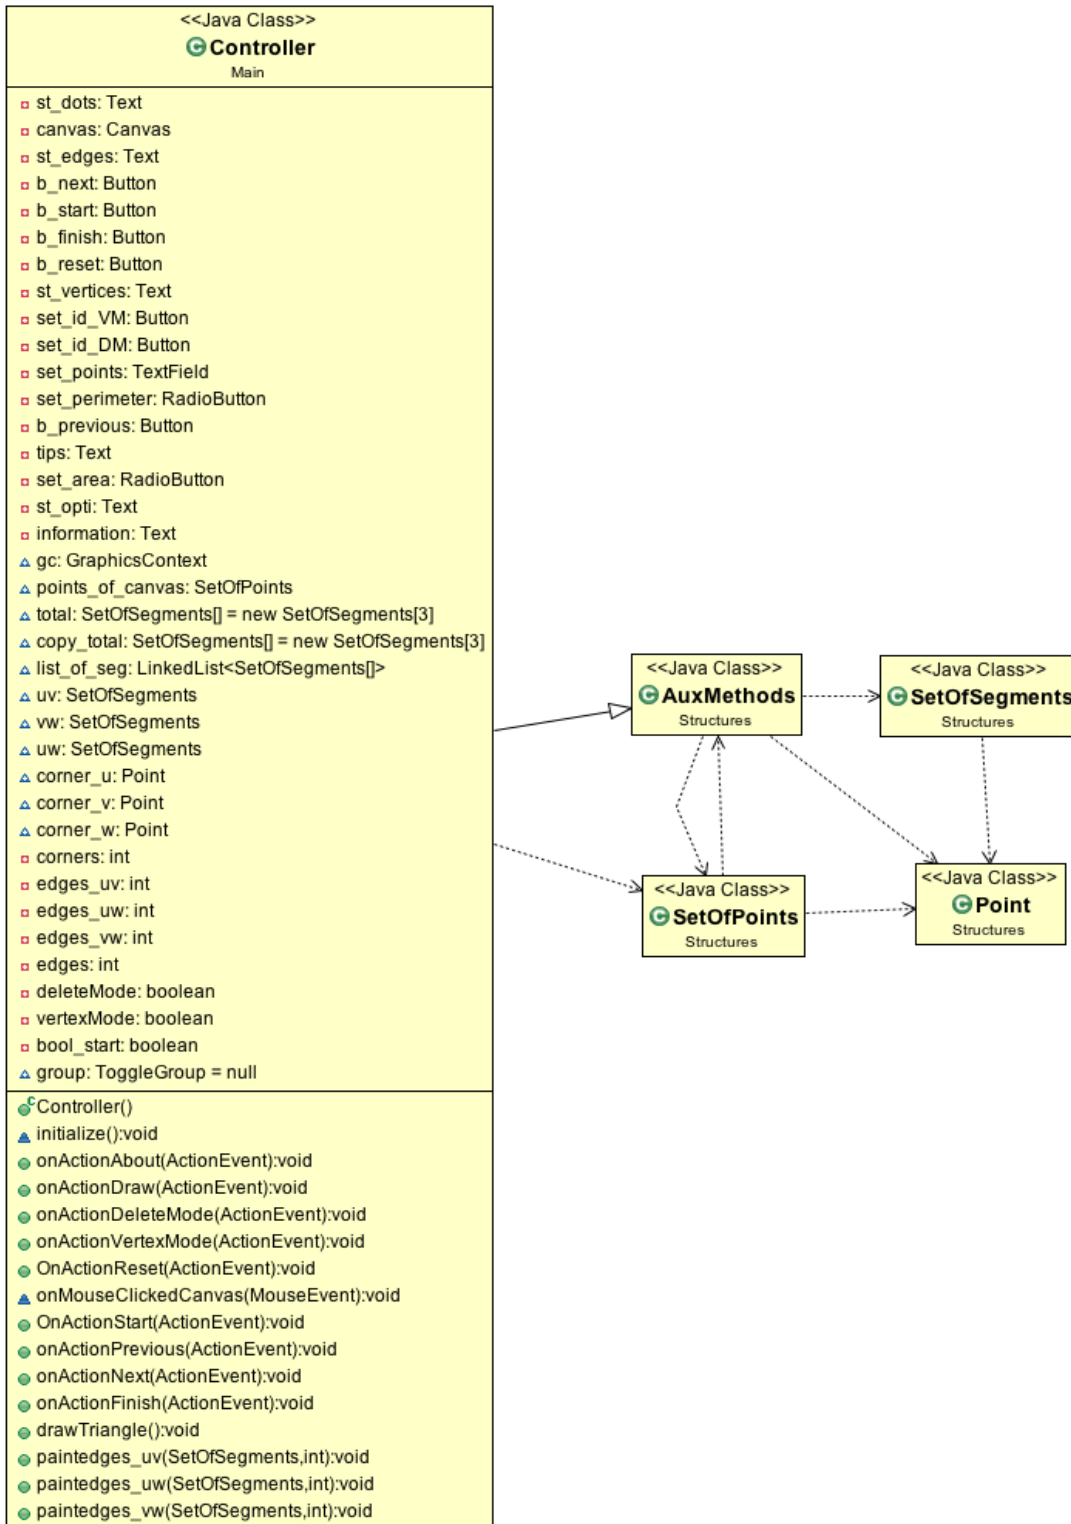 <<Java Class>>
Controller
Main
st_dots: Text
canvas: Canvas
st_edges: Text
b_next: Button
b_start: Button
b_finish: Button
b_reset: Button
st_vertices: Text
set_id_VM: Button
set_id_DM: Button
set_points: TextField
set_perimeter: RadioButton
b_previous: Button
tips: Text
set_area: RadioButton
st_opti: Text
information: Text
gc: GraphicsContext
points_of_canvas: SetOfPoints
total: SetOfSegments[] = new SetOfSegments[3]
copy_total: SetOfSegments[] = new SetOfSegments[3]
list_of_seg: LinkedList<SetOfSegments[]>
uv: SetOfSegments
vw: SetOfSegments
uw: SetOfSegments
corner_u: Point
corner_v: Point
corner_w: Point
corners: int
edges_uv: int
edges_uw: int
edges_vw: int
edges: int
deleteMode: boolean
vertexMode: boolean
bool_start: boolean
group: ToggleGroup = null
Controller()
initialize():void
onActionAbout(ActionEvent):void
onActionDraw(ActionEvent):void
onActionDeleteMode(ActionEvent):void
onActionVertexMode(ActionEvent):void
OnActionReset(ActionEvent):void
onMouseClickedCanvas(MouseEvent):void
OnActionStart(ActionEvent):void
onActionPrevious(ActionEvent):void
onActionNext(ActionEvent):void
onActionFinish(ActionEvent):void
drawTriangle():void
paintedges_uv(SetOfSegments,int):void
paintedges_uw(SetOfSegments,int):void
paintedges_vw(SetOfSegments,int):void
<<Java Class>>
AuxMethods
Structures
<<Java Class>>
SetOfSegments
Structures
<<Java Class>>
SetOfPoints
Structures
<<Java Class>>
Point
Structures